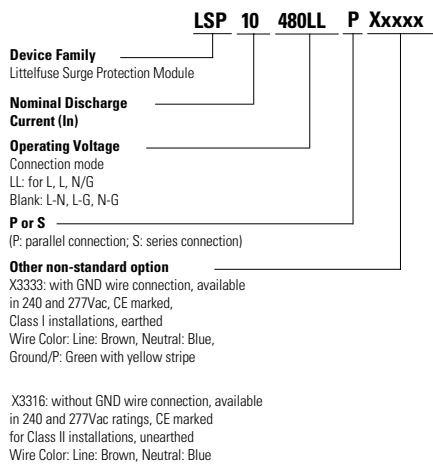 LSP 10 480LL P Xxxxx
Device Family
Littelfuse Surge Protection Module
Nominal Discharge
Current (In)
Operating Voltage
Connection mode
LL: for L, L, N/G
Blank: L-N, L-G, N-G
P or S
(P: parallel connection; S: series connection)
Other non-standard option
X3333: with GND wire connection, available
in 240 and 277Vac, CE marked,
Class I installations, earthed
Wire Color: Line: Brown, Neutral: Blue,
Ground/P: Green with yellow stripe
X3316: without GND wire connection, available
in 240 and 277Vac ratings, CE marked
for Class II installations, unearthed
Wire Color: Line: Brown, Neutral: Blue